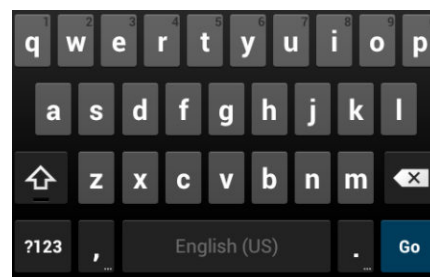 1 2 3 4 5 6 7 8 9
q w e r t y u i o p
a s d f g h j k l
z x c v b n m
?123 , ... English (US) . ... Go